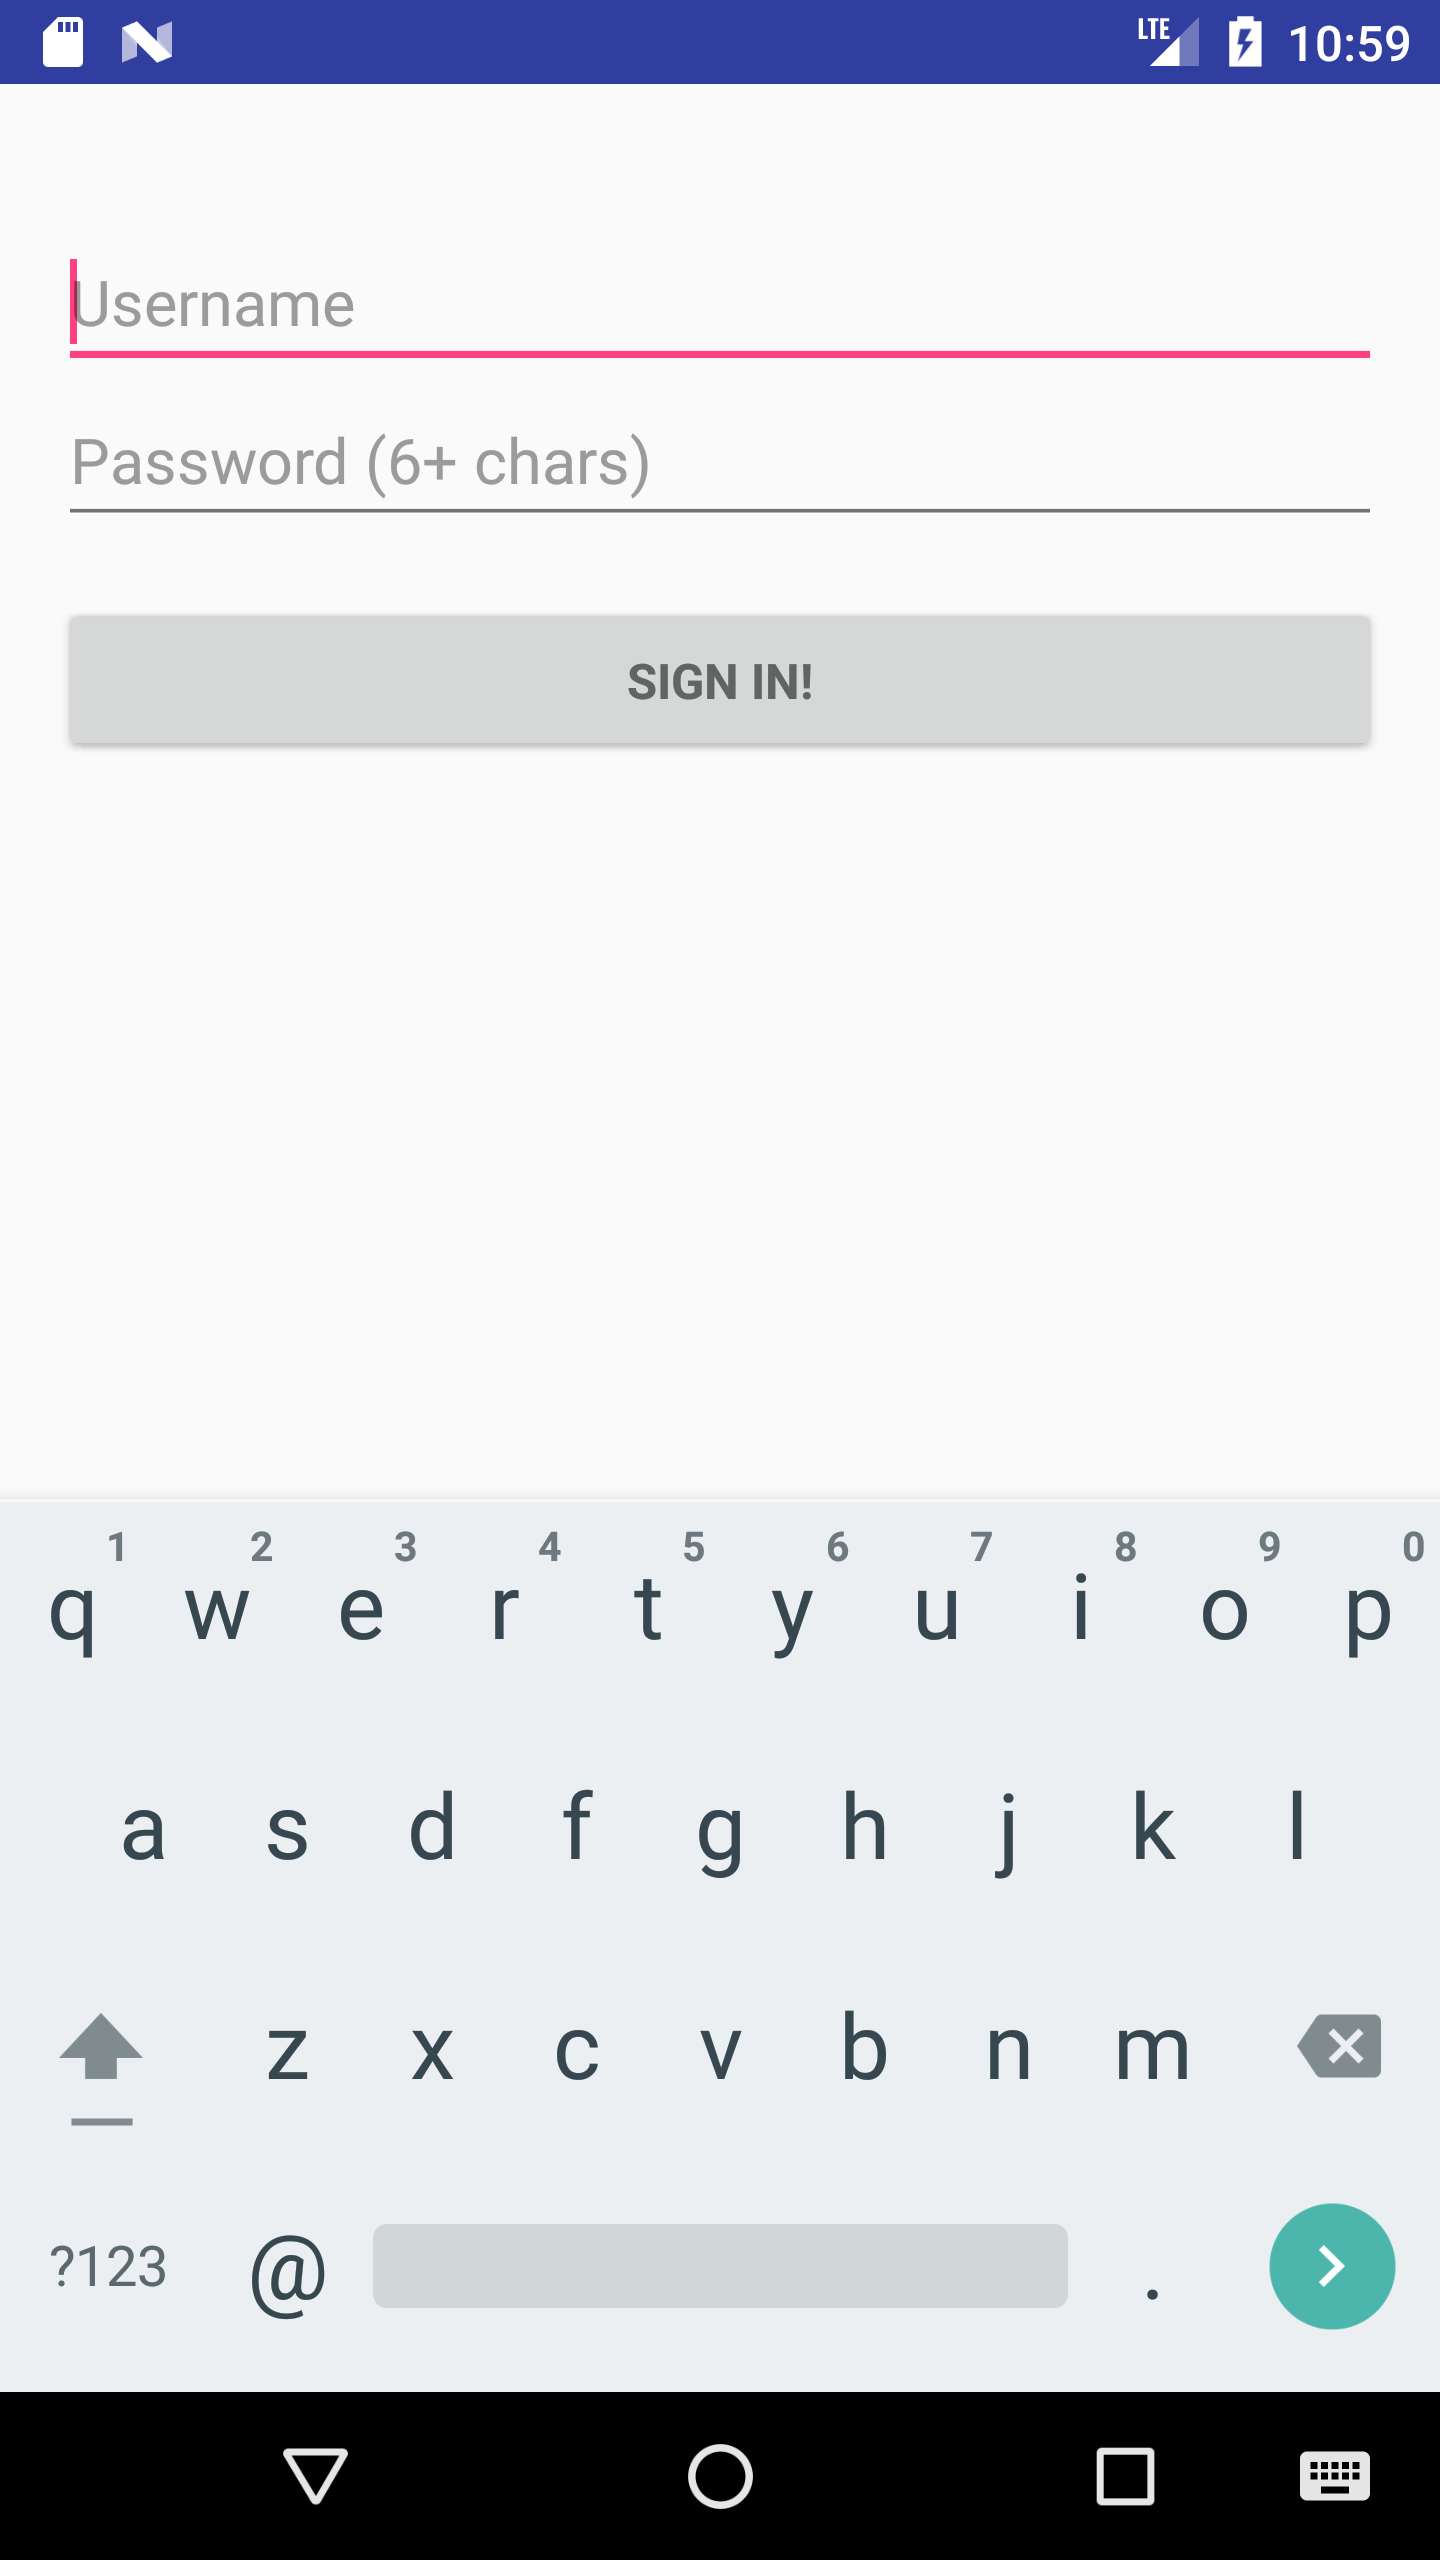 LTE 10:59
Username
Password (6+ chars)
SIGN IN!
1 2 3 4 5 6 7 8 9 0
q w e r t y u i o p
a s d f g h j k l
z x c v b n m
?123 @ .